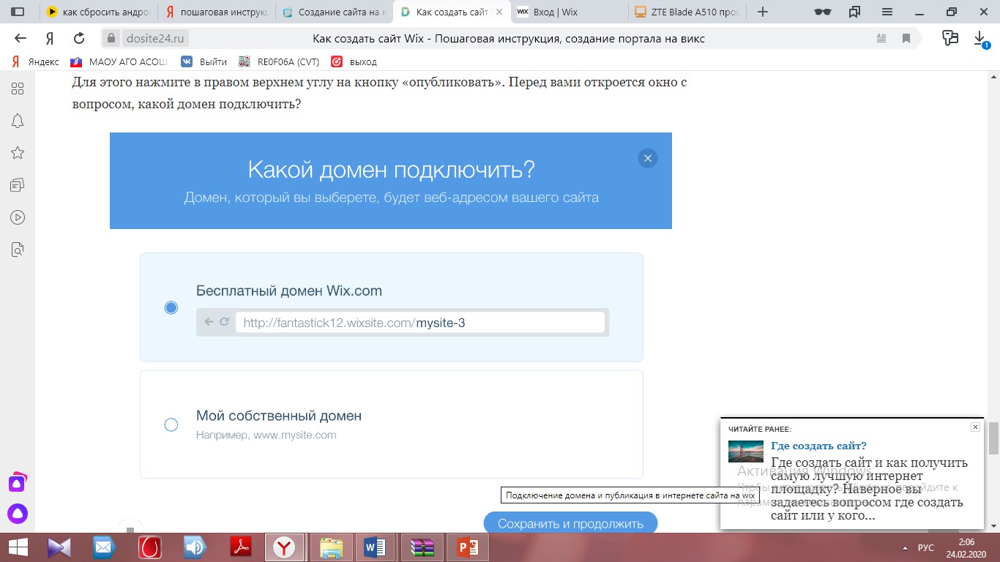 как сбросить андро
пошаговая инструкц
Создание сайта на к
Как создать сайт
Вход | Wix
ZTE Blade A510 про
dosite24.ru
Как создать сайт Wix - Пошаговая инструкция, создание портала на викс
1
Яндекс
МАОУ АГО АСОШ
Выйти
RE0F06A (CVT)
выход
Для этого нажмите в правом верхнем углу на кнопку «опубликовать». Перед вами откроется окно с
вопросом, какой домен подключить?
Какой домен подключить?
Домен, который вы выберете, будет веб-адресом вашего сайта
Бесплатный домен Wix.com
http://fantastick12.wixsite.com/mysite-3
Мой собственный домен
Например, www.mysite.com
Подключение домена и публикация в интернете сайта на wix
Сохранить и продолжить
ЧИТАЙТЕ РАНЕЕ:
Где создать сайт?
Где создать сайт и как получить
самую лучшую интернет
площадку? Наверное вы
задаетесь вопросом где создать
сайт или у кого...
Активация Windows
РУС
2:06
24.02.2020